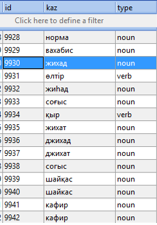 id kaz type
Click here to define a filter
9928 норма noun
9929 вахабис noun
9930 жихад noun
9931 өлтір verb
9932 жиһад noun
9933 соғыс noun
9934 қыр verb
9935 жихат noun
9936 джихад noun
9937 джихат noun
9938 согыс noun
9939 шайқас noun
9940 шайкас noun
9941 кафир noun
9942 кафир noun